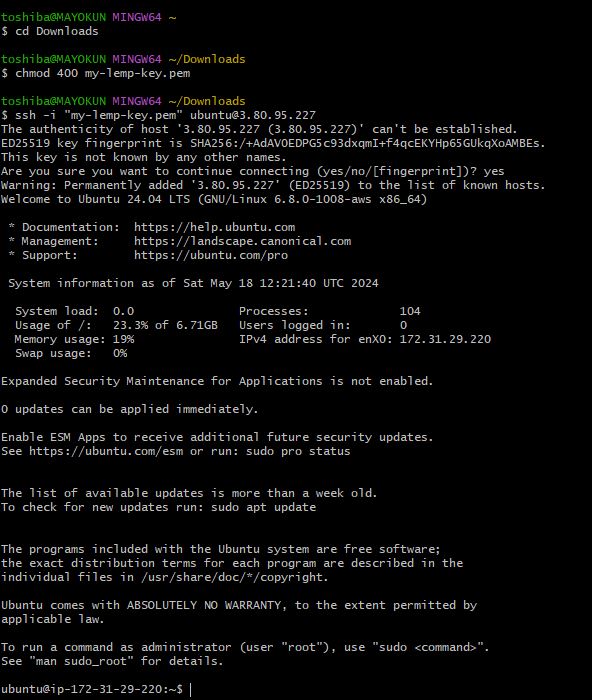 toshiba@MAYOKUN MINGW64 ~
$ cd Downloads
toshiba@MAYOKUN MINGW64 ~/Downloads
$ chmod 400 my-lemp-key.pem
toshiba@MAYOKUN MINGW64 ~/Downloads
$ ssh -i "my-lemp-key.pem" ubuntu@3.80.95.227
The authenticity of host '3.80.95.227 (3.80.95.227)' can't be established.
ED25519 key fingerprint is SHA256:/+AdAVOEDPG5c93dxqmI+f4qcEKYHp65GUkqXoAMBEs.
This key is not known by any other names.
Are you sure you want to continue connecting (yes/no/[fingerprint])? yes
Warning: Permanently added '3.80.95.227' (ED25519) to the list of known hosts.
Welcome to Ubuntu 24.04 LTS (GNU/Linux 6.8.0-1008-aws x86_64)
* Documentation:  https://help.ubuntu.com
* Management:     https://landscape.canonical.com
* Support:        https://ubuntu.com/pro
System information as of Sat May 18 12:21:40 UTC 2024
System load:  0.0               Processes:             104
Usage of /:   23.3% of 6.71GB   Users logged in:       0
Memory usage: 19%               IPv4 address for enX0: 172.31.29.220
Swap usage:   0%
Expanded Security Maintenance for Applications is not enabled.
0 updates can be applied immediately.
Enable ESM Apps to receive additional future security updates.
See https://ubuntu.com/esm or run: sudo pro status
The list of available updates is more than a week old.
To check for new updates run: sudo apt update
The programs included with the Ubuntu system are free software;
the exact distribution terms for each program are described in the
individual files in /usr/share/doc/*/copyright.
Ubuntu comes with ABSOLUTELY NO WARRANTY, to the extent permitted by
applicable law.
To run a command as administrator (user "root"), use "sudo <command>".
See "man sudo_root" for details.
ubuntu@ip-172-31-29-220:~$